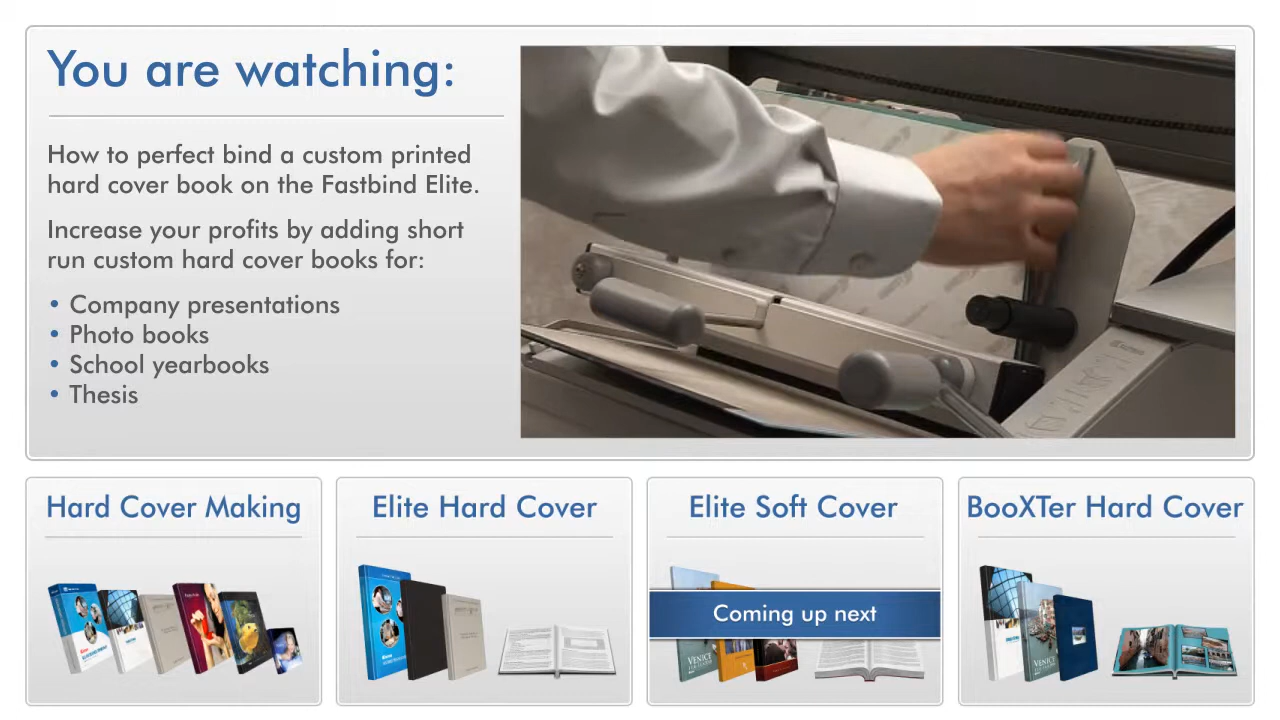 You are watching:
How to perfect bind a custom printed
hard cover book on the Fastbind Elite.
Increase your profits by adding short
run custom hard cover books for:
• Company presentations
• Photo books
• School yearbooks
• Thesis
Hard Cover Making
Elite Hard Cover
Elite Soft Cover
BooXTer Hard Cover
Coming up next
VENICE
VENICE